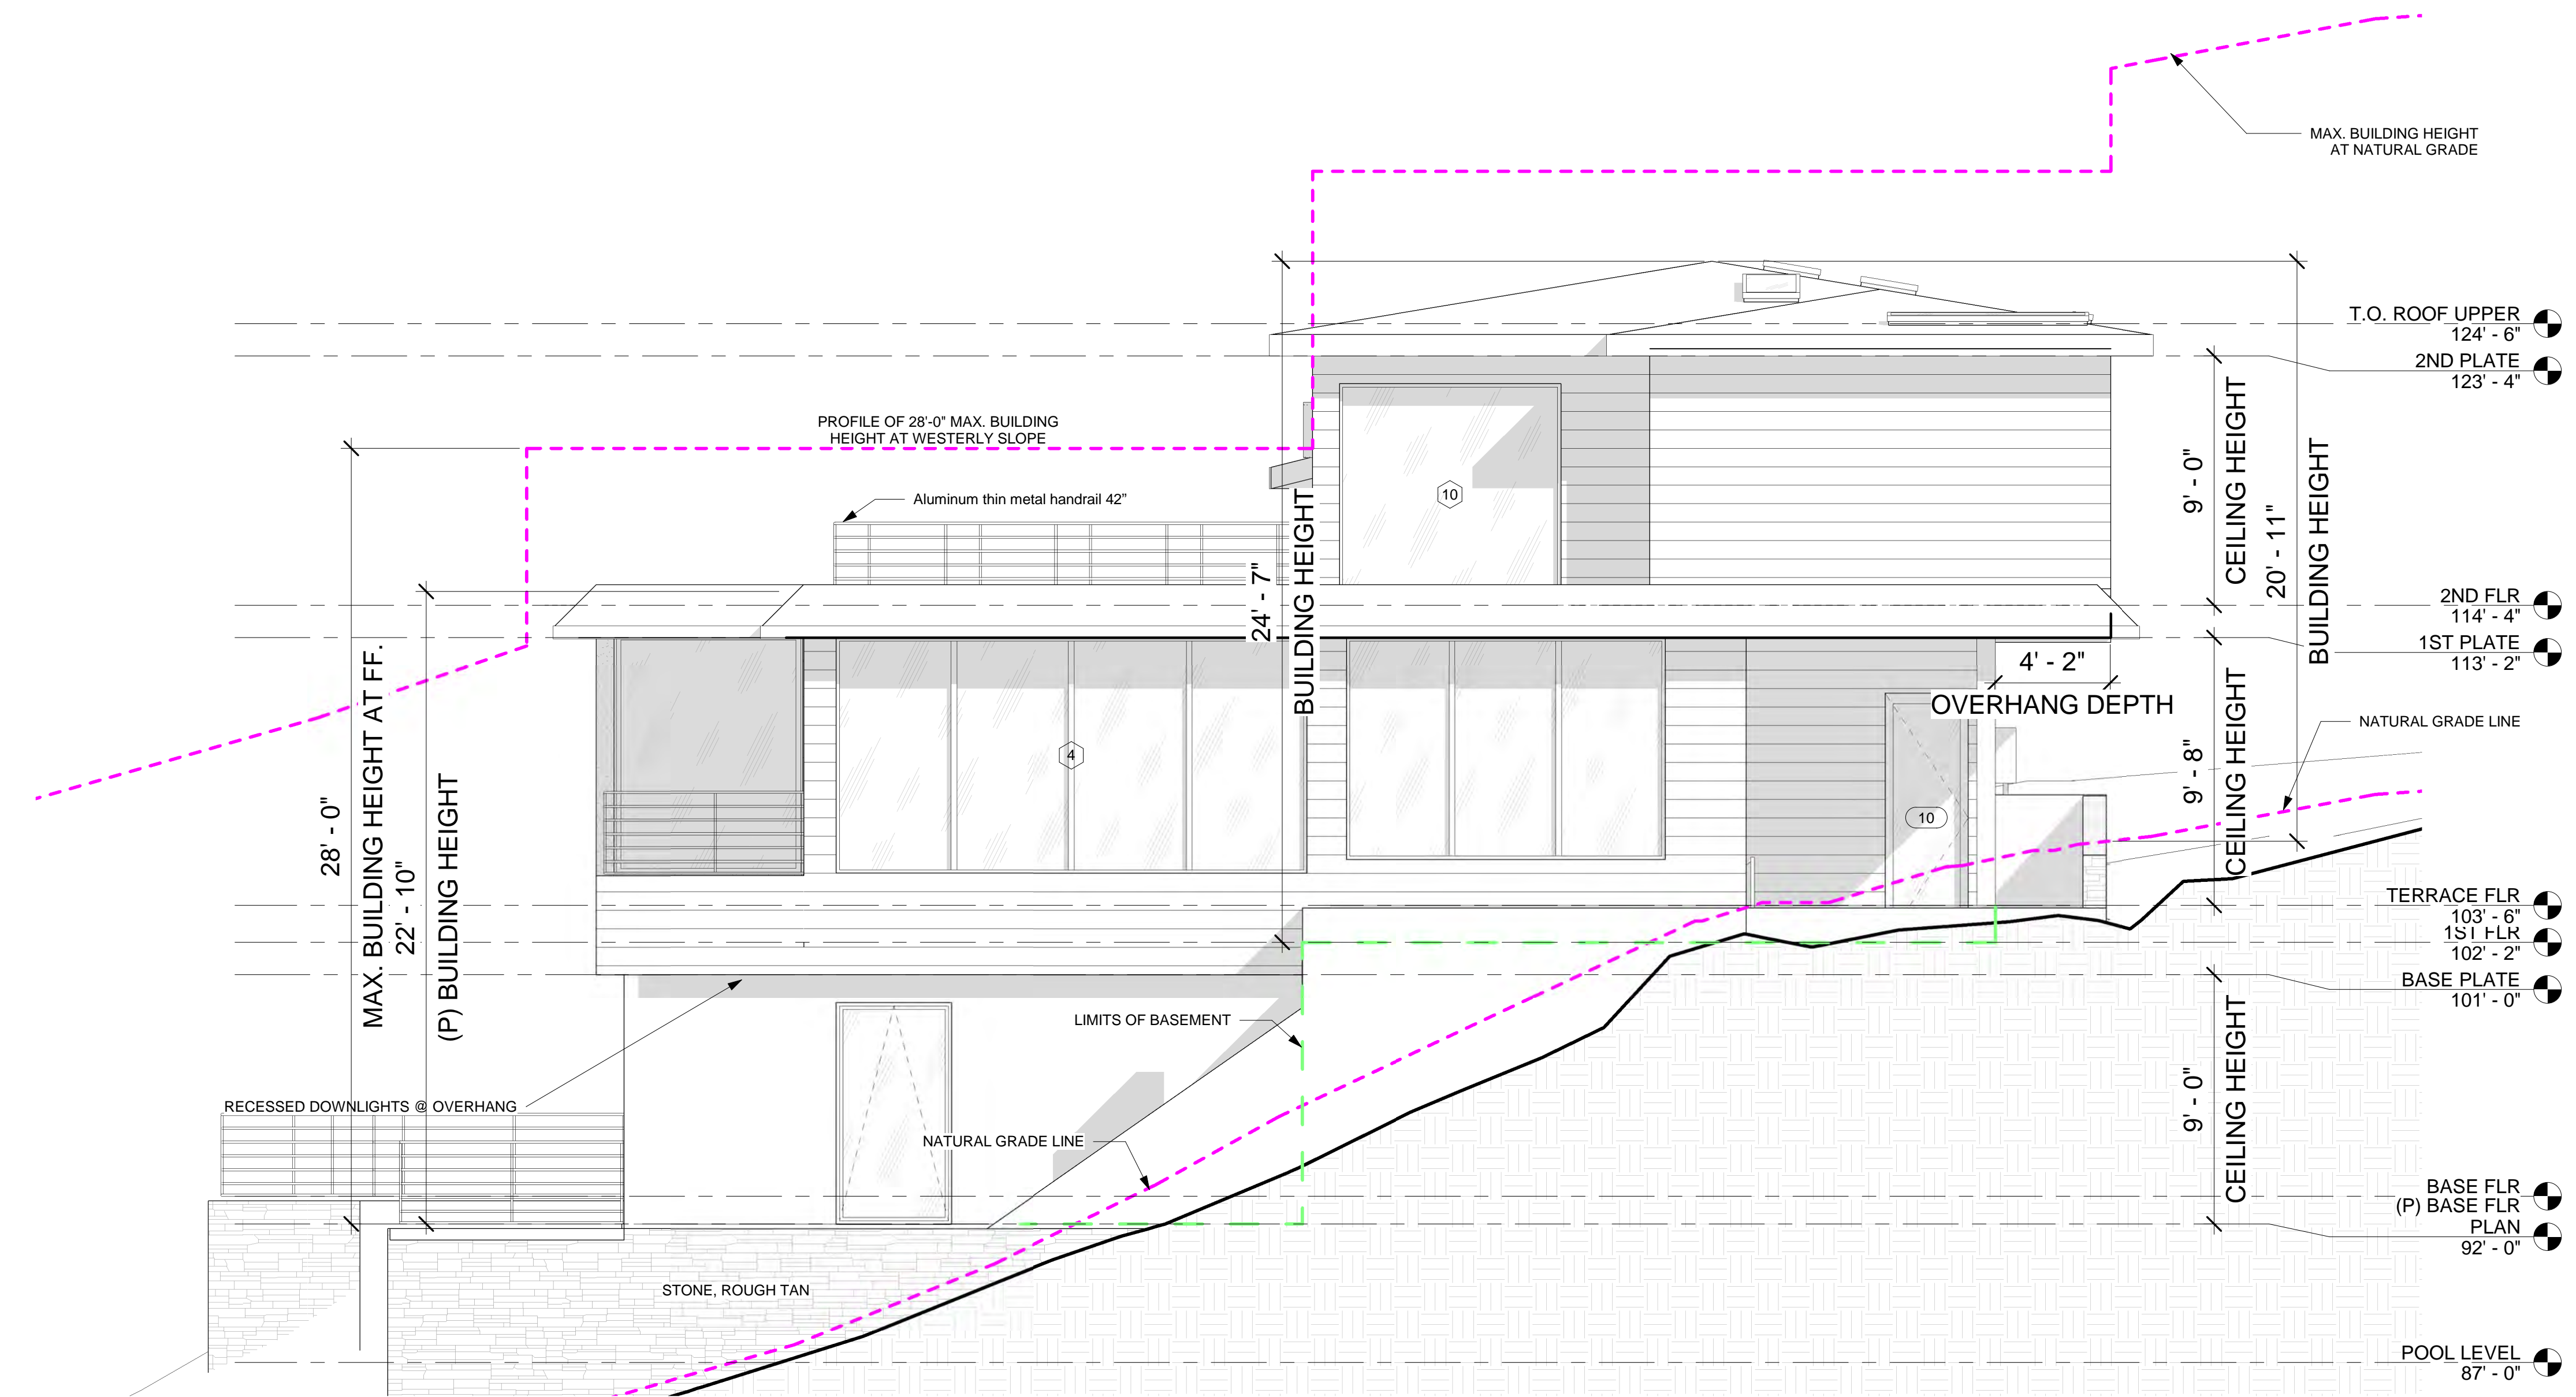 MAX. BUILDING HEIGHT
AT NATURAL GRADE
T.O. ROOF UPPER
124' - 6"
2ND PLATE
123' - 4"
PROFILE OF 28'-0" MAX. BUILDING
HEIGHT AT WESTERLY SLOPE
Aluminum thin metal handrail 42”
10
9' - 0"
CEILING HEIGHT
20' - 11"
BUILDING HEIGHT
24' - 7"
BUILDING HEIGHT
2ND FLR
114' - 4"
1ST PLATE
113' - 2"
4' - 2"
OVERHANG DEPTH
NATURAL GRADE LINE
4
10
9' - 8"
CEILING HEIGHT
28' - 0"
MAX. BUILDING HEIGHT AT FF.
22' - 10"
(P) BUILDING HEIGHT
TERRACE FLR
103' - 6"
1ST FLR
102' - 2"
BASE PLATE
101' - 0"
LIMITS OF BASEMENT
RECESSED DOWNLIGHTS @ OVERHANG
NATURAL GRADE LINE
9' - 0"
CEILING HEIGHT
BASE FLR
(P) BASE FLR
PLAN
92' - 0"
STONE, ROUGH TAN
POOL LEVEL
87' - 0"